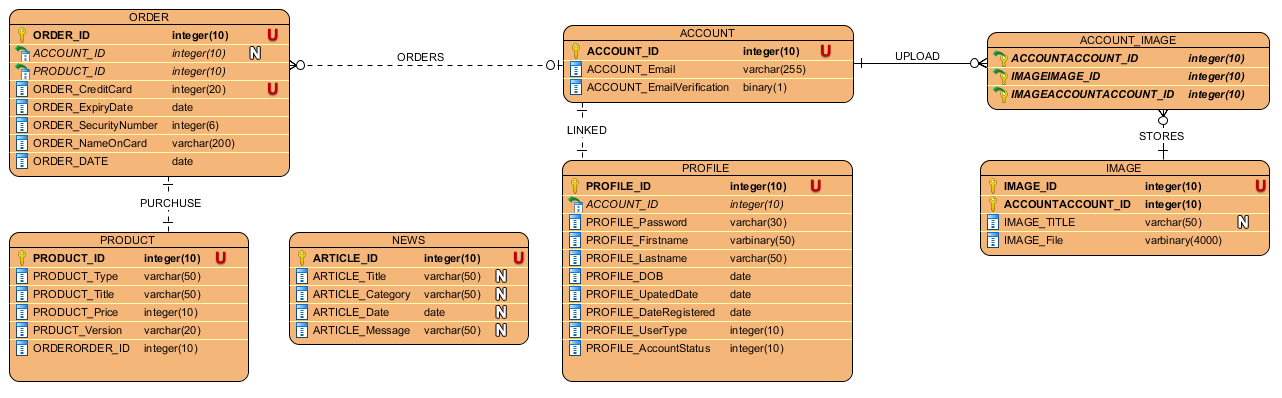 ORDER
ORDER_ID integer(10) U
ACCOUNT_ID integer(10) N
PRODUCT_ID integer(10)
ORDER_CreditCard integer(20) U
ORDER_ExpiryDate date
ORDER_SecurityNumber integer(6)
ORDER_NameOnCard varchar(200)
ORDER_DATE date
ORDERS
ACCOUNT
ACCOUNT_ID integer(10) U
ACCOUNT_Email varchar(255)
ACCOUNT_EmailVerification binary(1)
UPLOAD
ACCOUNT_IMAGE
ACCOUNTACCOUNT_ID integer(10)
IMAGEIMAGE_ID integer(10)
IMAGEACCOUNTACCOUNT_ID integer(10)
PURCHUSE
LINKED
STORES
PRODUCT
PRODUCT_ID integer(10) U
PRODUCT_Type varchar(50)
PRODUCT_Title varchar(50)
PRODUCT_Price integer(10)
PRDUCT_Version varchar(20)
ORDERORDER_ID integer(10)
NEWS
ARTICLE_ID integer(10) U
ARTICLE_Title varchar(50) N
ARTICLE_Category varchar(50) N
ARTICLE_Date date N
ARTICLE_Message varchar(50) N
PROFILE
PROFILE_ID integer(10) U
ACCOUNT_ID integer(10)
PROFILE_Password varchar(30)
PROFILE_Firstname varbinary(50)
PROFILE_Lastname varchar(50)
PROFILE_DOB date
PROFILE_UpatedDate date
PROFILE_DateRegistered date
PROFILE_UserType integer(10)
PROFILE_AccountStatus integer(10)
IMAGE
IMAGE_ID integer(10) U
ACCOUNTACCOUNT_ID integer(10)
IMAGE_TITLE varchar(50) N
IMAGE_File varbinary(4000)